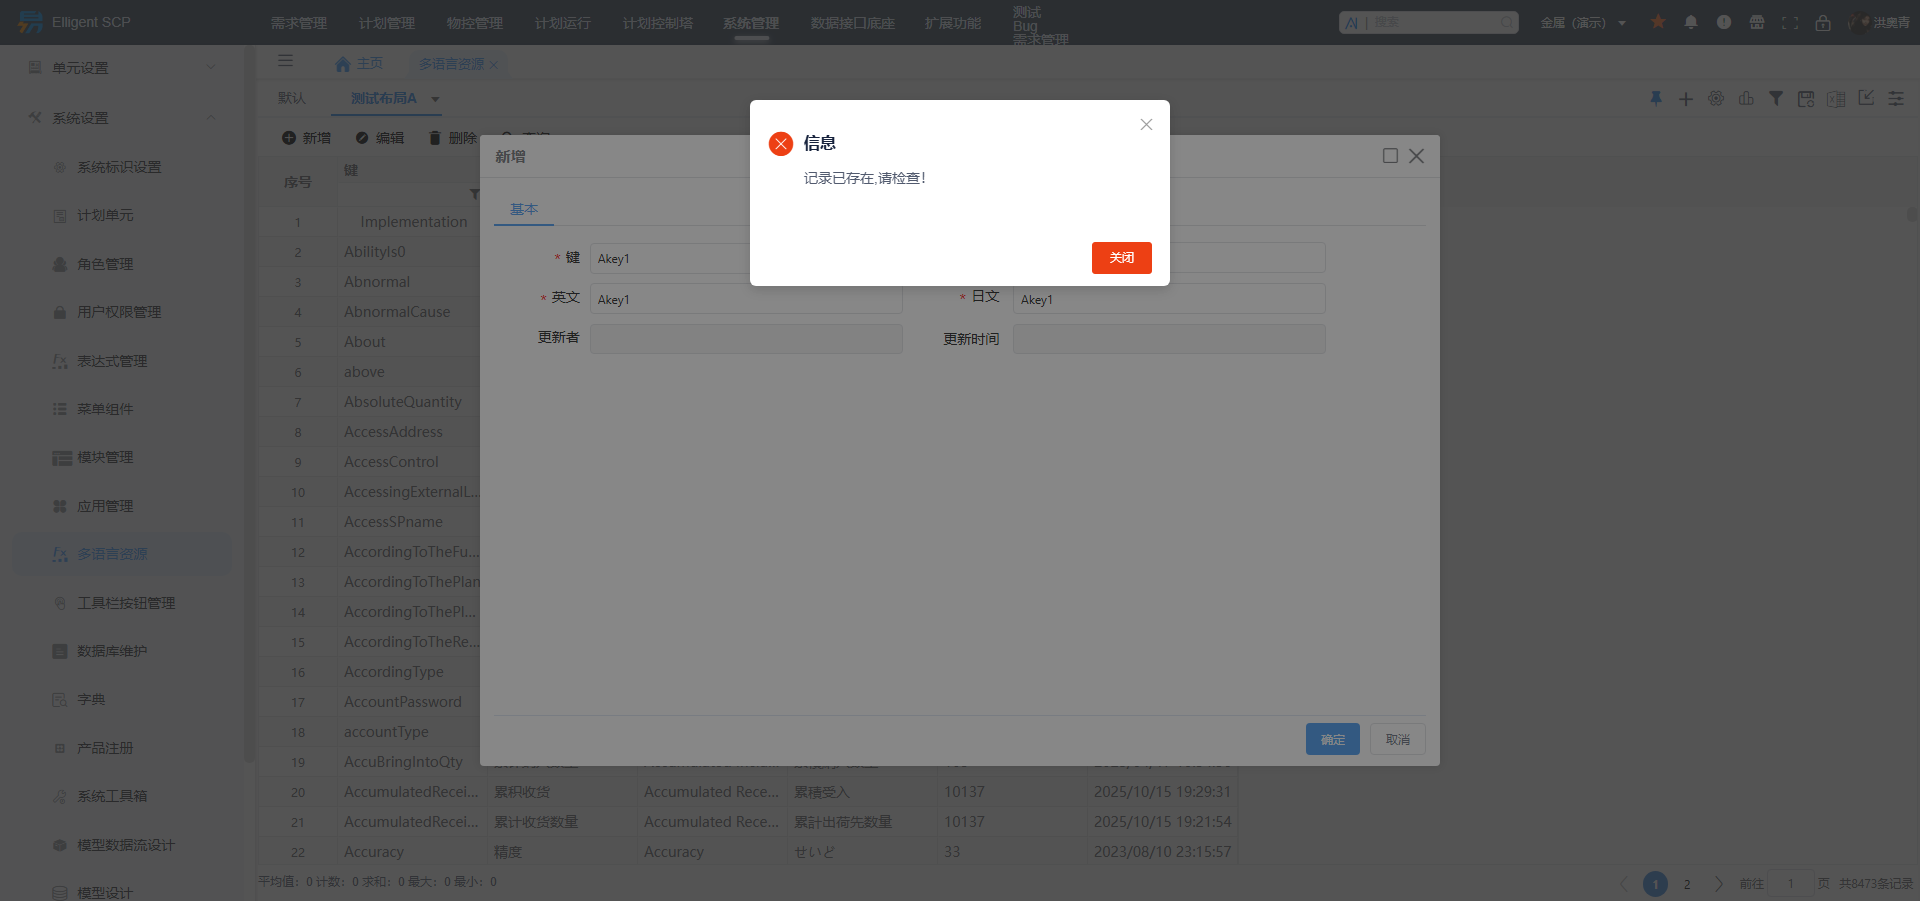 Elligent SCP
需求管理
计划管理
物控管理
计划运行
计划控制塔
系统管理
数据接口底座
扩展功能
测试
Bug
需求管理
AI | 搜索
金属（演示）
洪奥青
单元设置
系统设置
系统标识设置
计划单元
角色管理
用户权限管理
表达式管理
菜单组件
模块管理
应用管理
多语言资源
工具栏按钮管理
数据库维护
字典
产品注册
系统工具箱
模型数据流设计
模型设计
主页
多语言资源
默认
测试布局A
新增
编辑
删除
序号
键
1 Implementation
2 AbilityIs0
3 Abnormal
4 AbnormalCause
5 About
6 above
7 AbsoluteQuantity
8 AccessAddress
9 AccessControl
10 AccessingExternalL...
11 AccessSPname
12 AccordingToTheFu...
13 AccordingToThePlan
14 AccordingToThePl...
15 AccordingToTheRe...
16 AccordingType
17 AccountPassword
18 accountType
19 AccuBringIntoQty
20 AccumulatedRecei... 累积收货 Accumulated Rece... 累積受入 10137 2025/10/15 19:29:31
21 AccumulatedRecei... 累计收货数量 Accumulated Rece... 累計出荷先数量 10137 2025/10/15 19:21:54
22 Accuracy 精度 Accuracy せいど 33 2023/08/10 23:15:57
平均值: 0 计数: 0 求和: 0 最大: 0 最小: 0
1 2 前往 1 页 共8473条记录
新增
基本
* 键 Akey1
* 英文 Akey1
* 日文 Akey1
更新者
更新时间
确定
取消
信息
记录已存在,请检查!
关闭